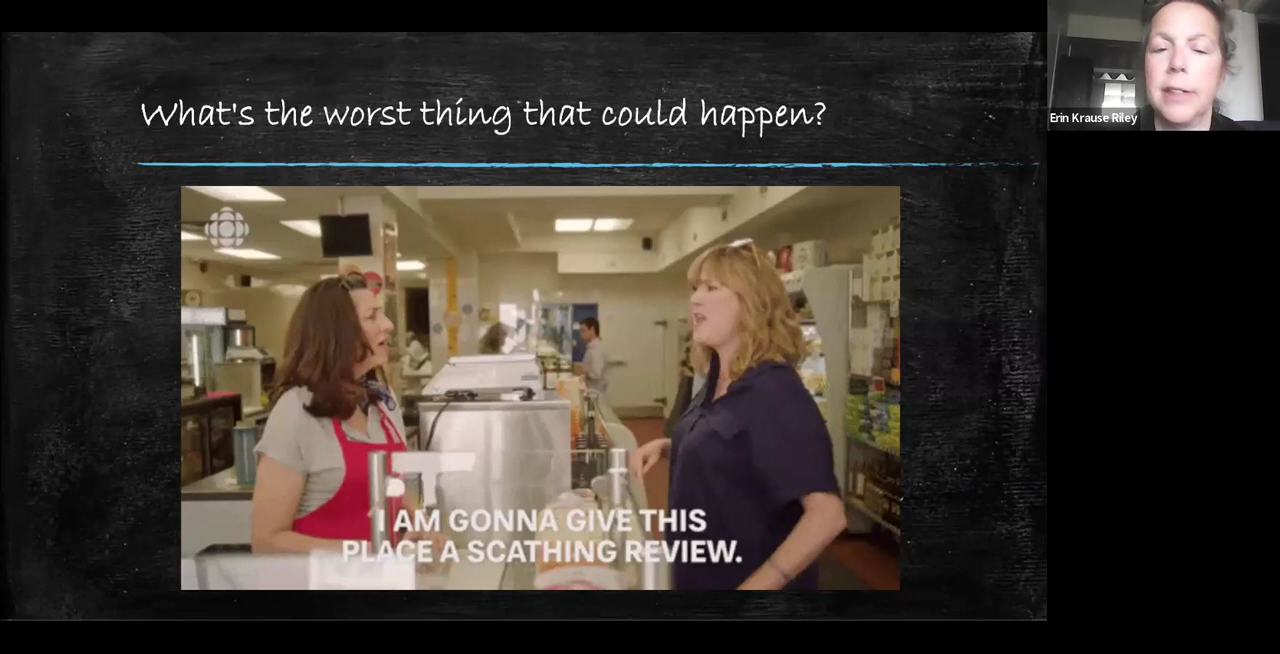 What's the worst thing that could happen?
Erin Krause Riley
I AM GONNA GIVE THIS
PLACE A SCATHING REVIEW.